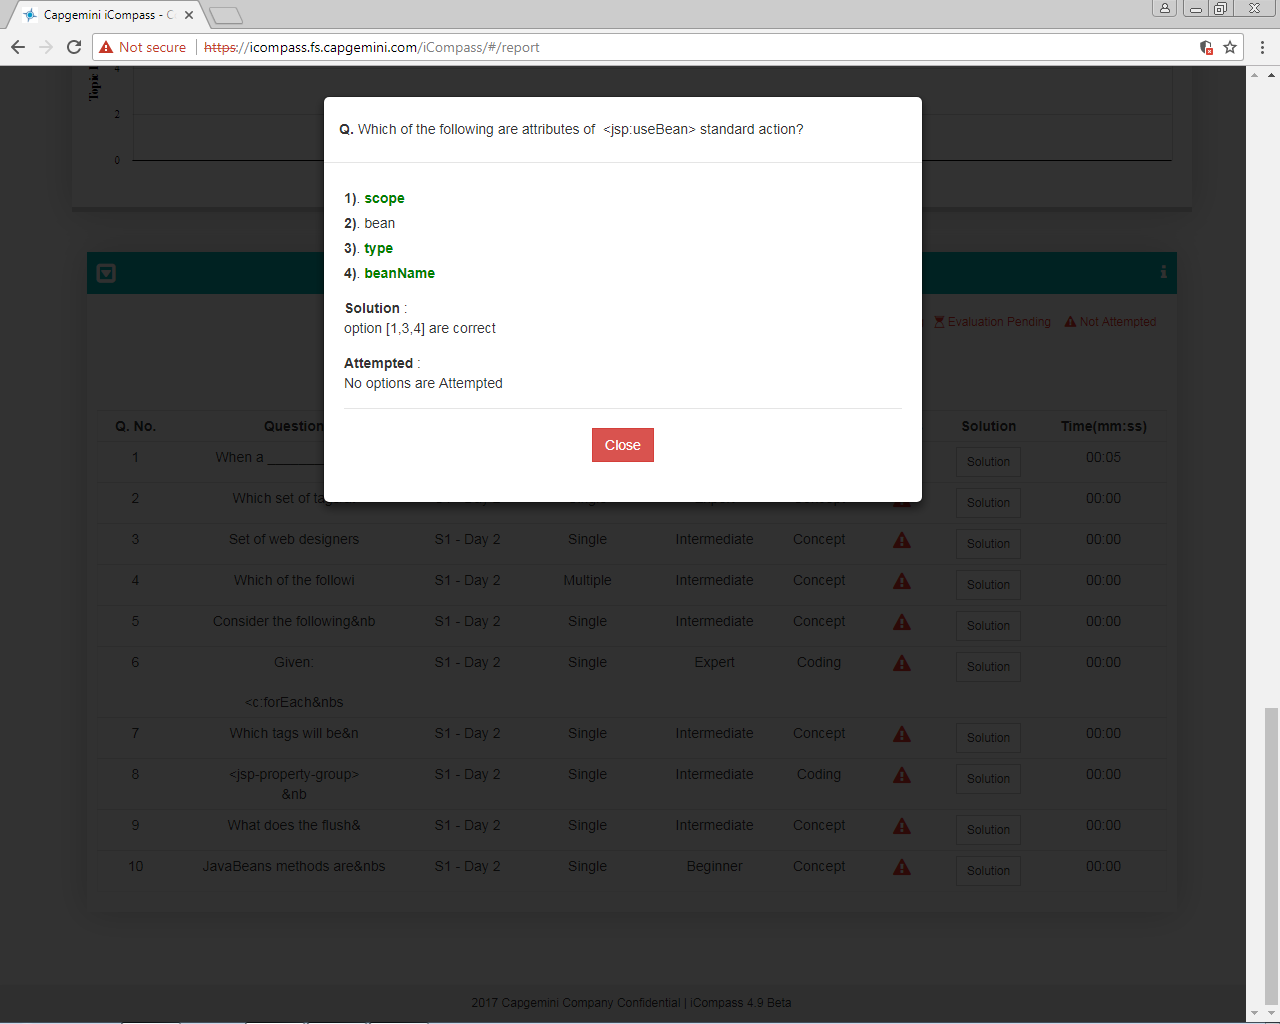 Capgemini iCompass - C
Not secure https://icompass.fs.capgemini.com/iCompass/#/report
4
2
0
Q. Which of the following are attributes of <jsp:useBean> standard action?
1). scope
2). bean
3). type
4). beanName
Solution :
option [1,3,4] are correct
Attempted :
No options are Attempted
Close
Evaluation Pending Not Attempted
Q. No. Question Solution Time(mm:ss)
1 When a ________ Solution 00:05
2 Which set of Solution 00:00
3 Set of web designers S1 - Day 2 Single Intermediate Concept Solution 00:00
4 Which of the followi S1 - Day 2 Multiple Intermediate Concept Solution 00:00
5 Consider the following&nb S1 - Day 2 Single Intermediate Concept Solution 00:00
6 Given: S1 - Day 2 Single Expert Coding Solution 00:00
<c:forEach&nbs
7 Which tags will be&n S1 - Day 2 Single Intermediate Concept Solution 00:00
8 <jsp-property-group> S1 - Day 2 Single Intermediate Coding Solution 00:00
&nb
9 What does the flush& S1 - Day 2 Single Intermediate Concept Solution 00:00
10 JavaBeans methods are&nbs S1 - Day 2 Single Beginner Concept Solution 00:00
2017 Capgemini Company Confidential | iCompass 4.9 Beta